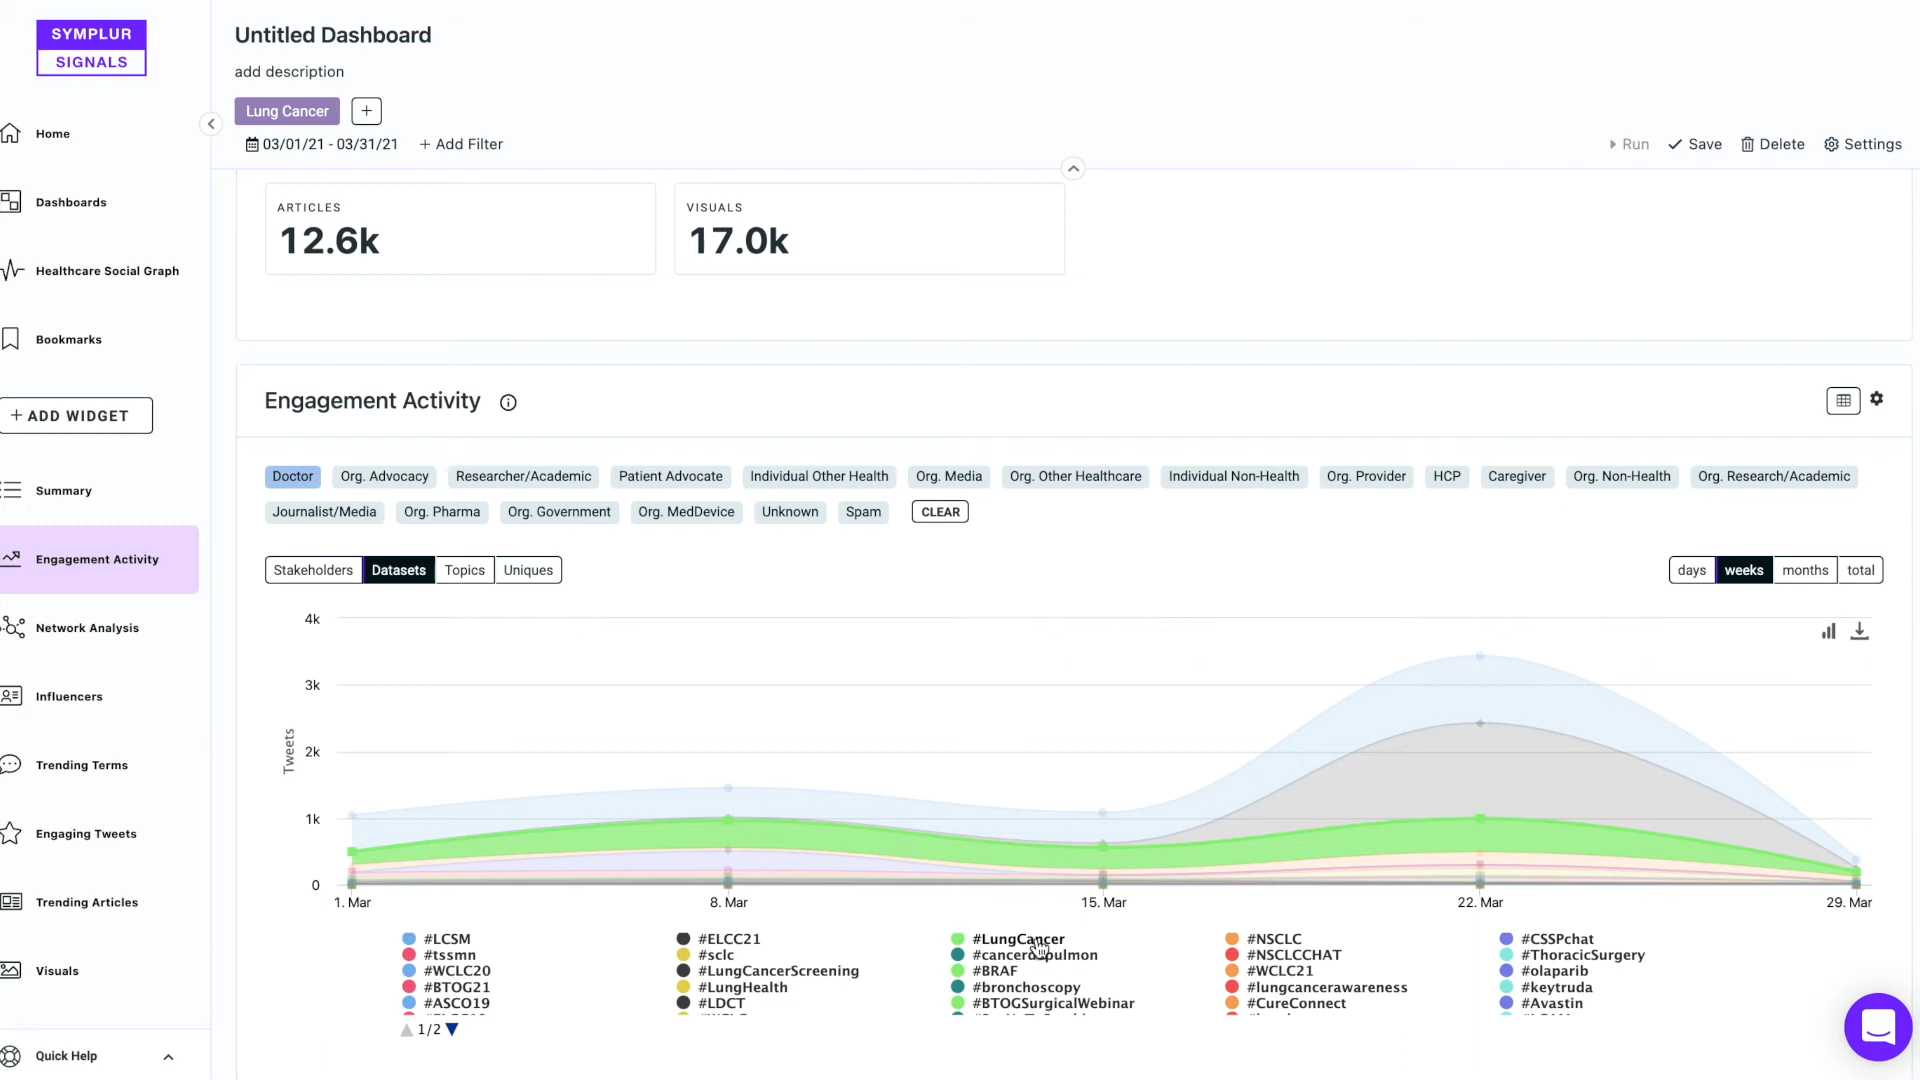 SYMPLUR
SIGNALS
Untitled Dashboard
add description
Lung Cancer +
03/01/21 - 03/31/21 + Add Filter
Run Save Delete Settings
Home
Dashboards
Healthcare Social Graph
Bookmarks
+ ADD WIDGET
Summary
Engagement Activity
Network Analysis
Influencers
Trending Terms
Engaging Tweets
Trending Articles
Visuals
Quick Help
ARTICLES
12.6k
VISUALS
17.0k
Engagement Activity
Doctor Org. Advocacy Researcher/Academic Patient Advocate Individual Other Health Org. Media Org. Other Healthcare Individual Non-Health Org. Provider HCP Caregiver Org. Non-Health Org. Research/Academic
Journalist/Media Org. Pharma Org. Government Org. MedDevice Unknown Spam CLEAR
Stakeholders Datasets Topics Uniques
days weeks months total
4k
3k
2k
1k
0
Tweets
1. Mar 8. Mar 15. Mar 22. Mar 29. Mar
#LCSM #ELCC21 #LungCancer #NSCLC #CSSPchat
#tssmn #sclc #NSCLCCHAT #ThoracicSurgery
#WCLC20 #LungCancerScreening #BRAF #WCLC21 #olaparib
#BTOG21 #LungHealth #bronchoscopy #lungcancerawareness #keytruda
#ASCO19 #LDCT #BTOGSurgicalWebinar #CureConnect #Avastin
1/2